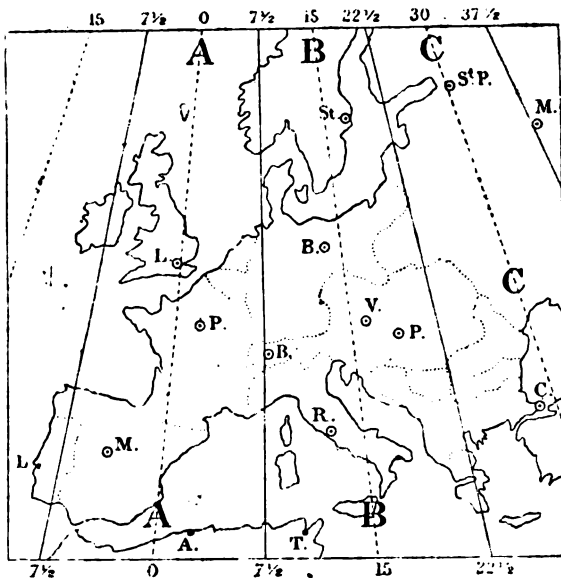 15 7½ 0 7½ 15 22½ 30 37½
A B C
St P.
St.
M.
B.
L.
C
P.
V.
P.
B.
C
R.
M.
L
A B
A. T.
7½ 0 7½ 15 22½